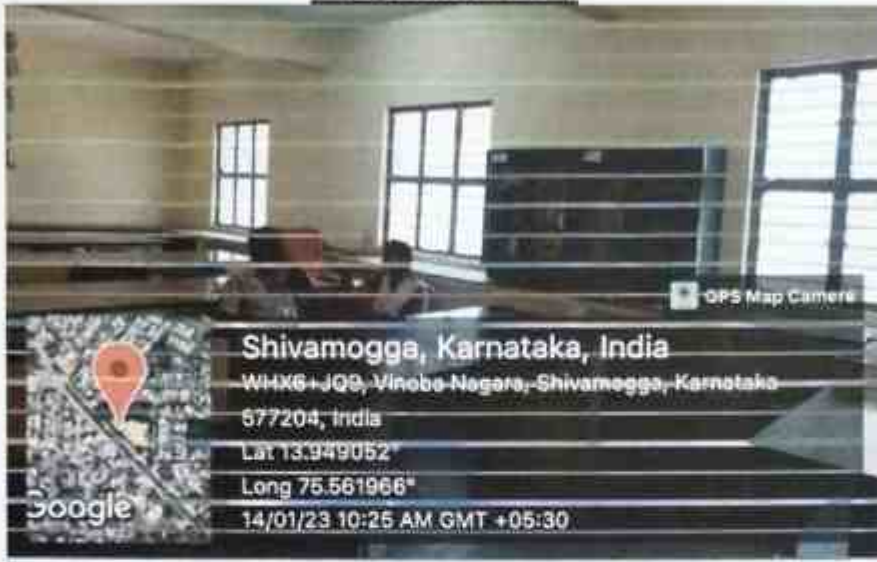 GPS Map Camera
Shivamogga, Karnataka, India
WHX6+JQ9, Vinoba Nagara, Shivamogga, Karnataka
577204, India
Lat 13.949052°
Long 75.561966°
14/01/23 10:25 AM GMT +05:30
Google